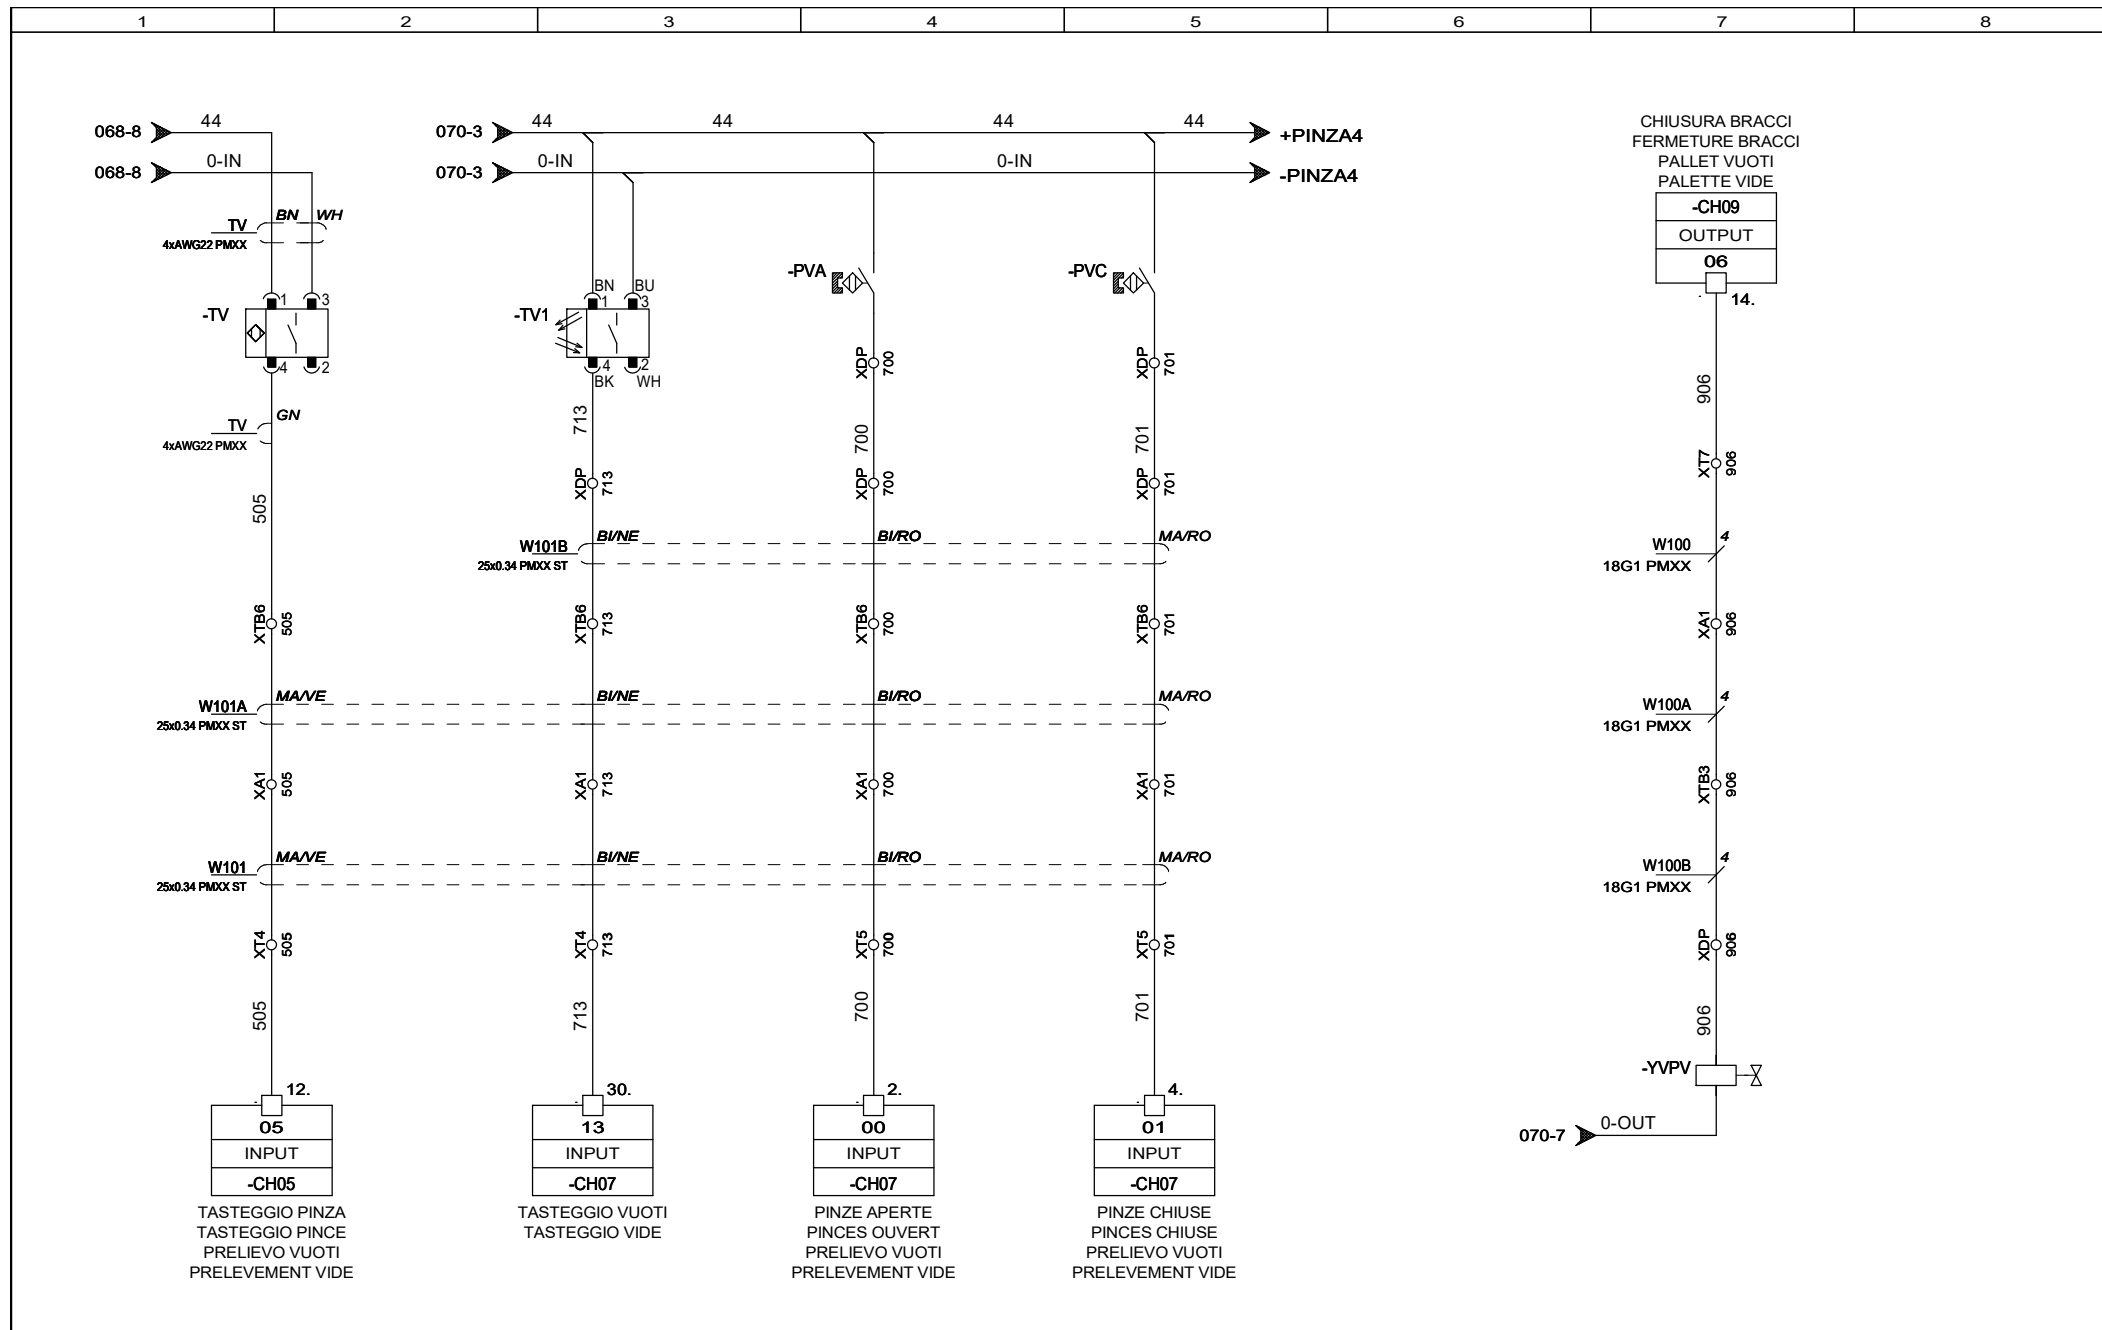 1 2 3 4 5 6 7 8
068-8 44
068-8 0-IN
070-3 44 44 44 44 +PINZA4
070-3 0-IN 0-IN -PINZA4
CHIUSURA BRACCI
FERMETURE BRACCI
PALLET VUOTI
PALETTE VIDE
-CH09
OUTPUT
06
14.
TV BN WH
4xAWG22 PMXX
-TV 1 3
4 2
TV GN
4xAWG22 PMXX
505
BN BU
-TV1 1 3
4 2
BK WH
713
-PVA
XDP 700
700
-PVC
XDP 701
701
906
XT7 906
XDP 713
XDP 700
XDP 701
W101B BI/NE BI/RO MA/RO
25x0.34 PMXX ST
W100 4
18G1 PMXX
XTB6 505
XTB6 713
XTB6 700
XTB6 701
XA1 906
W101A MA/VE BI/NE BI/RO MA/RO
25x0.34 PMXX ST
W100A 4
18G1 PMXX
XA1 505
XA1 713
XA1 700
XA1 701
XTB3 906
W101 MA/VE BI/NE BI/RO MA/RO
25x0.34 PMXX ST
W100B 4
18G1 PMXX
XT4 505
XT4 713
XT5 700
XT5 701
XDP 906
505
713
700
701
906
-YVPV
070-7 0-OUT
12.
05
INPUT
-CH05
TASTEGGIO PINZA
TASTEGGIO PINCE
PRELIEVO VUOTI
PRELEVEMENT VIDE
30.
13
INPUT
-CH07
TASTEGGIO VUOTI
TASTEGGIO VIDE
2.
00
INPUT
-CH07
PINZE APERTE
PINCES OUVERT
PRELIEVO VUOTI
PRELEVEMENT VIDE
4.
01
INPUT
-CH07
PINZE CHIUSE
PINCES CHIUSE
PRELIEVO VUOTI
PRELEVEMENT VIDE